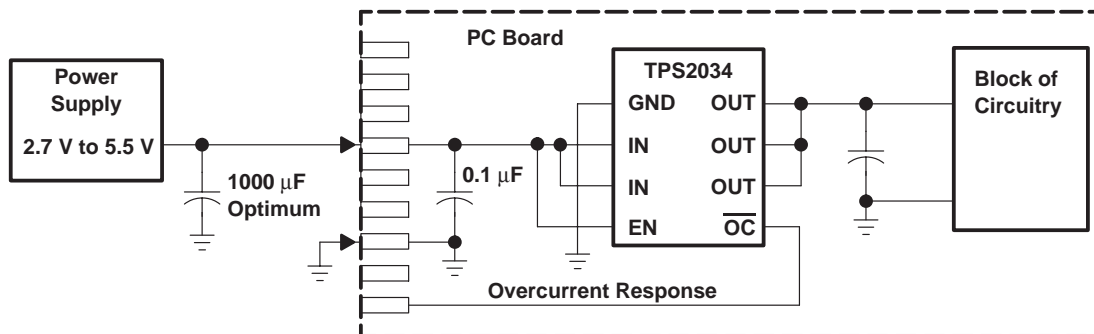 PC Board
Power
Supply
2.7 V to 5.5 V
1000 μF
Optimum
0.1 μF
TPS2034
GND OUT
IN OUT
IN OUT
EN OC
Block of
Circuitry
Overcurrent Response